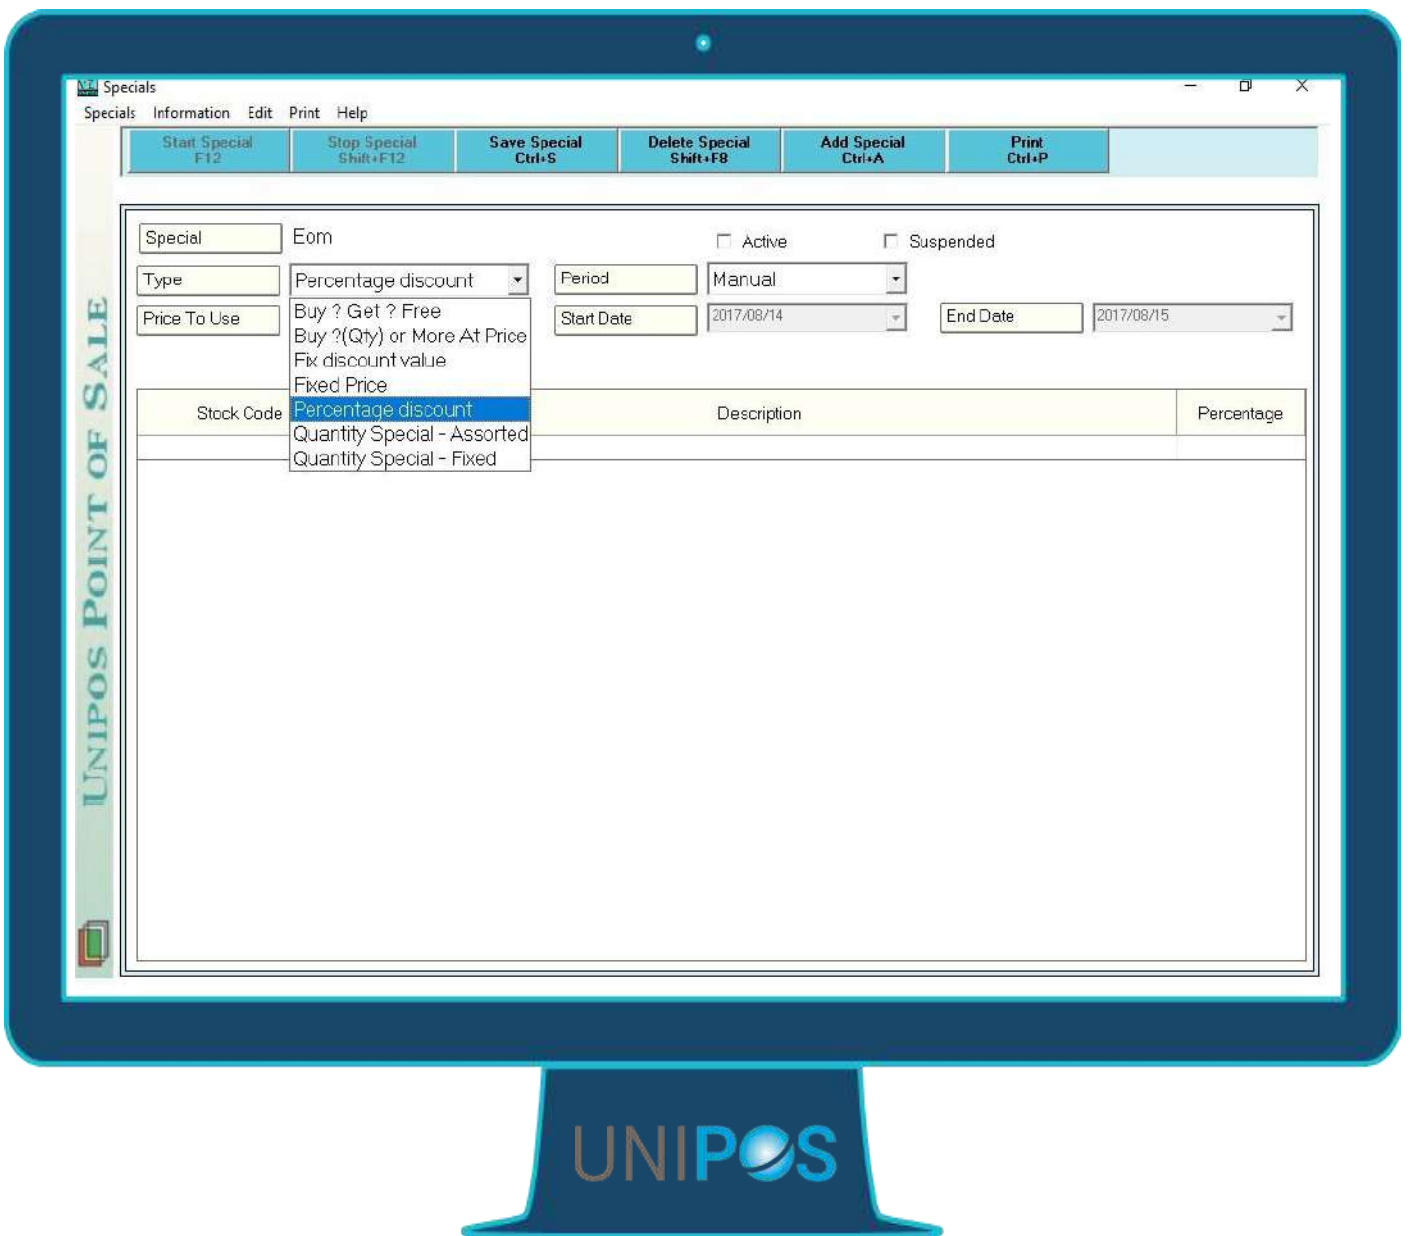 Specials
Specials Information Edit Print Help
Start Special Stop Special Save Special Delete Special Add Special Print
F12 Shift+F12 Ctrl+S Shift+F8 Ctrl+A Ctrl+P
Special Eom Active Suspended
Type Percentage discount Period Manual
Price To Use Start Date 2017/08/14 End Date 2017/08/15
Buy ? Get ? Free
Buy ?(Qty) or More At Price
Fix discount value
Fixed Price
Percentage discount
Quantity Special - Assorted
Quantity Special - Fixed
Stock Code Description Percentage
UNIPOS POINT OF SALE
UNIPOS